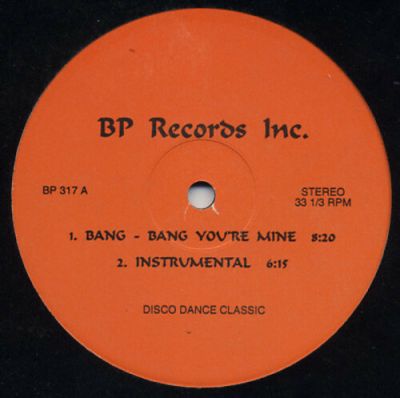 BP Records Inc.
BP 317 A
STEREO
33 1/3 RPM
1. BANG - BANG YOU'RE MINE 8:20
2. INSTRUMENTAL 6:15
DISCO DANCE CLASSIC